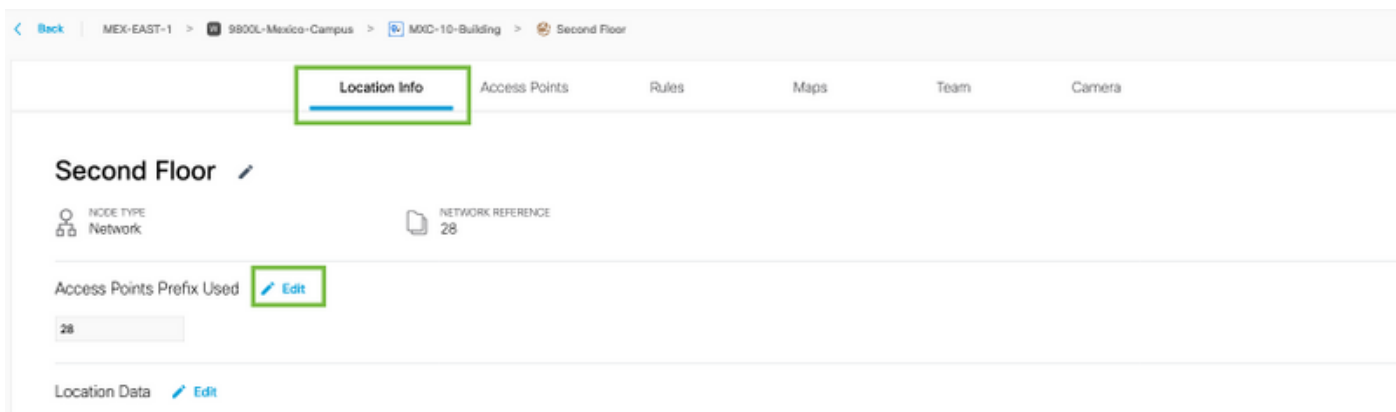 Back MEX-EAST-1 > 9800L-Mexico-Campus > MXC-10-Building > Second Floor
Location Info Access Points Rules Maps Team Camera
Second Floor
NODE TYPE NETWORK REFERENCE
Network 28
Access Points Prefix Used Edit
28
Location Data Edit